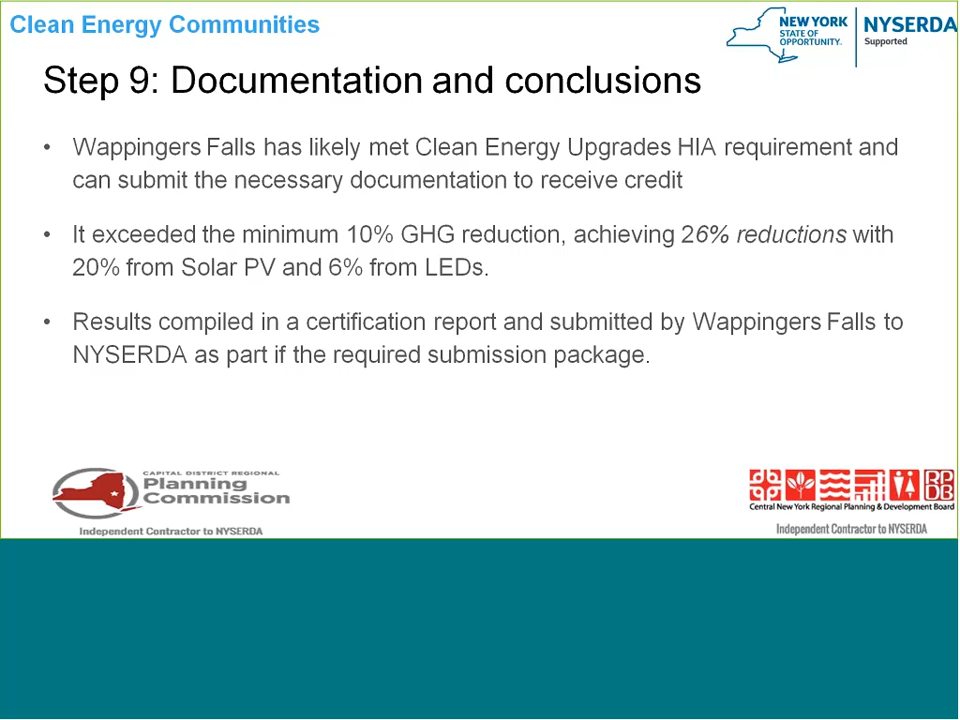 Clean Energy Communities
NEW YORK
STATE OF
OPPORTUNITY.
NYSERDA
Supported
Step 9: Documentation and conclusions
• Wappingers Falls has likely met Clean Energy Upgrades HIA requirement and
can submit the necessary documentation to receive credit
• It exceeded the minimum 10% GHG reduction, achieving 26% reductions with
20% from Solar PV and 6% from LEDs.
• Results compiled in a certification report and submitted by Wappingers Falls to
NYSERDA as part if the required submission package.
CAPITAL DISTRICT REGIONAL
Planning
Commission
Independent Contractor to NYSERDA
RP
DB
Central New York Regional Planning & Development Board
Independent Contractor to NYSERDA